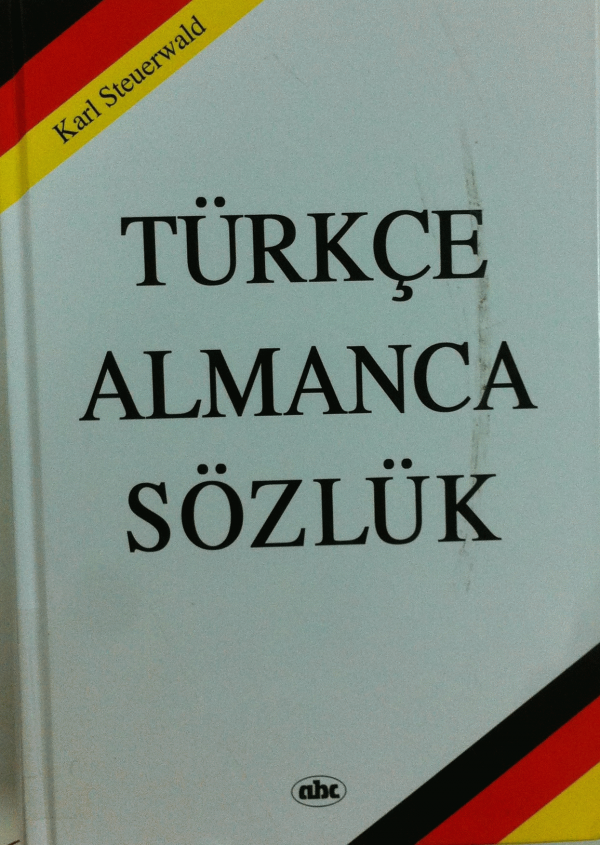 Karl Steuerwald
TÜRKÇE
ALMANCA
SÖZLÜK
abc